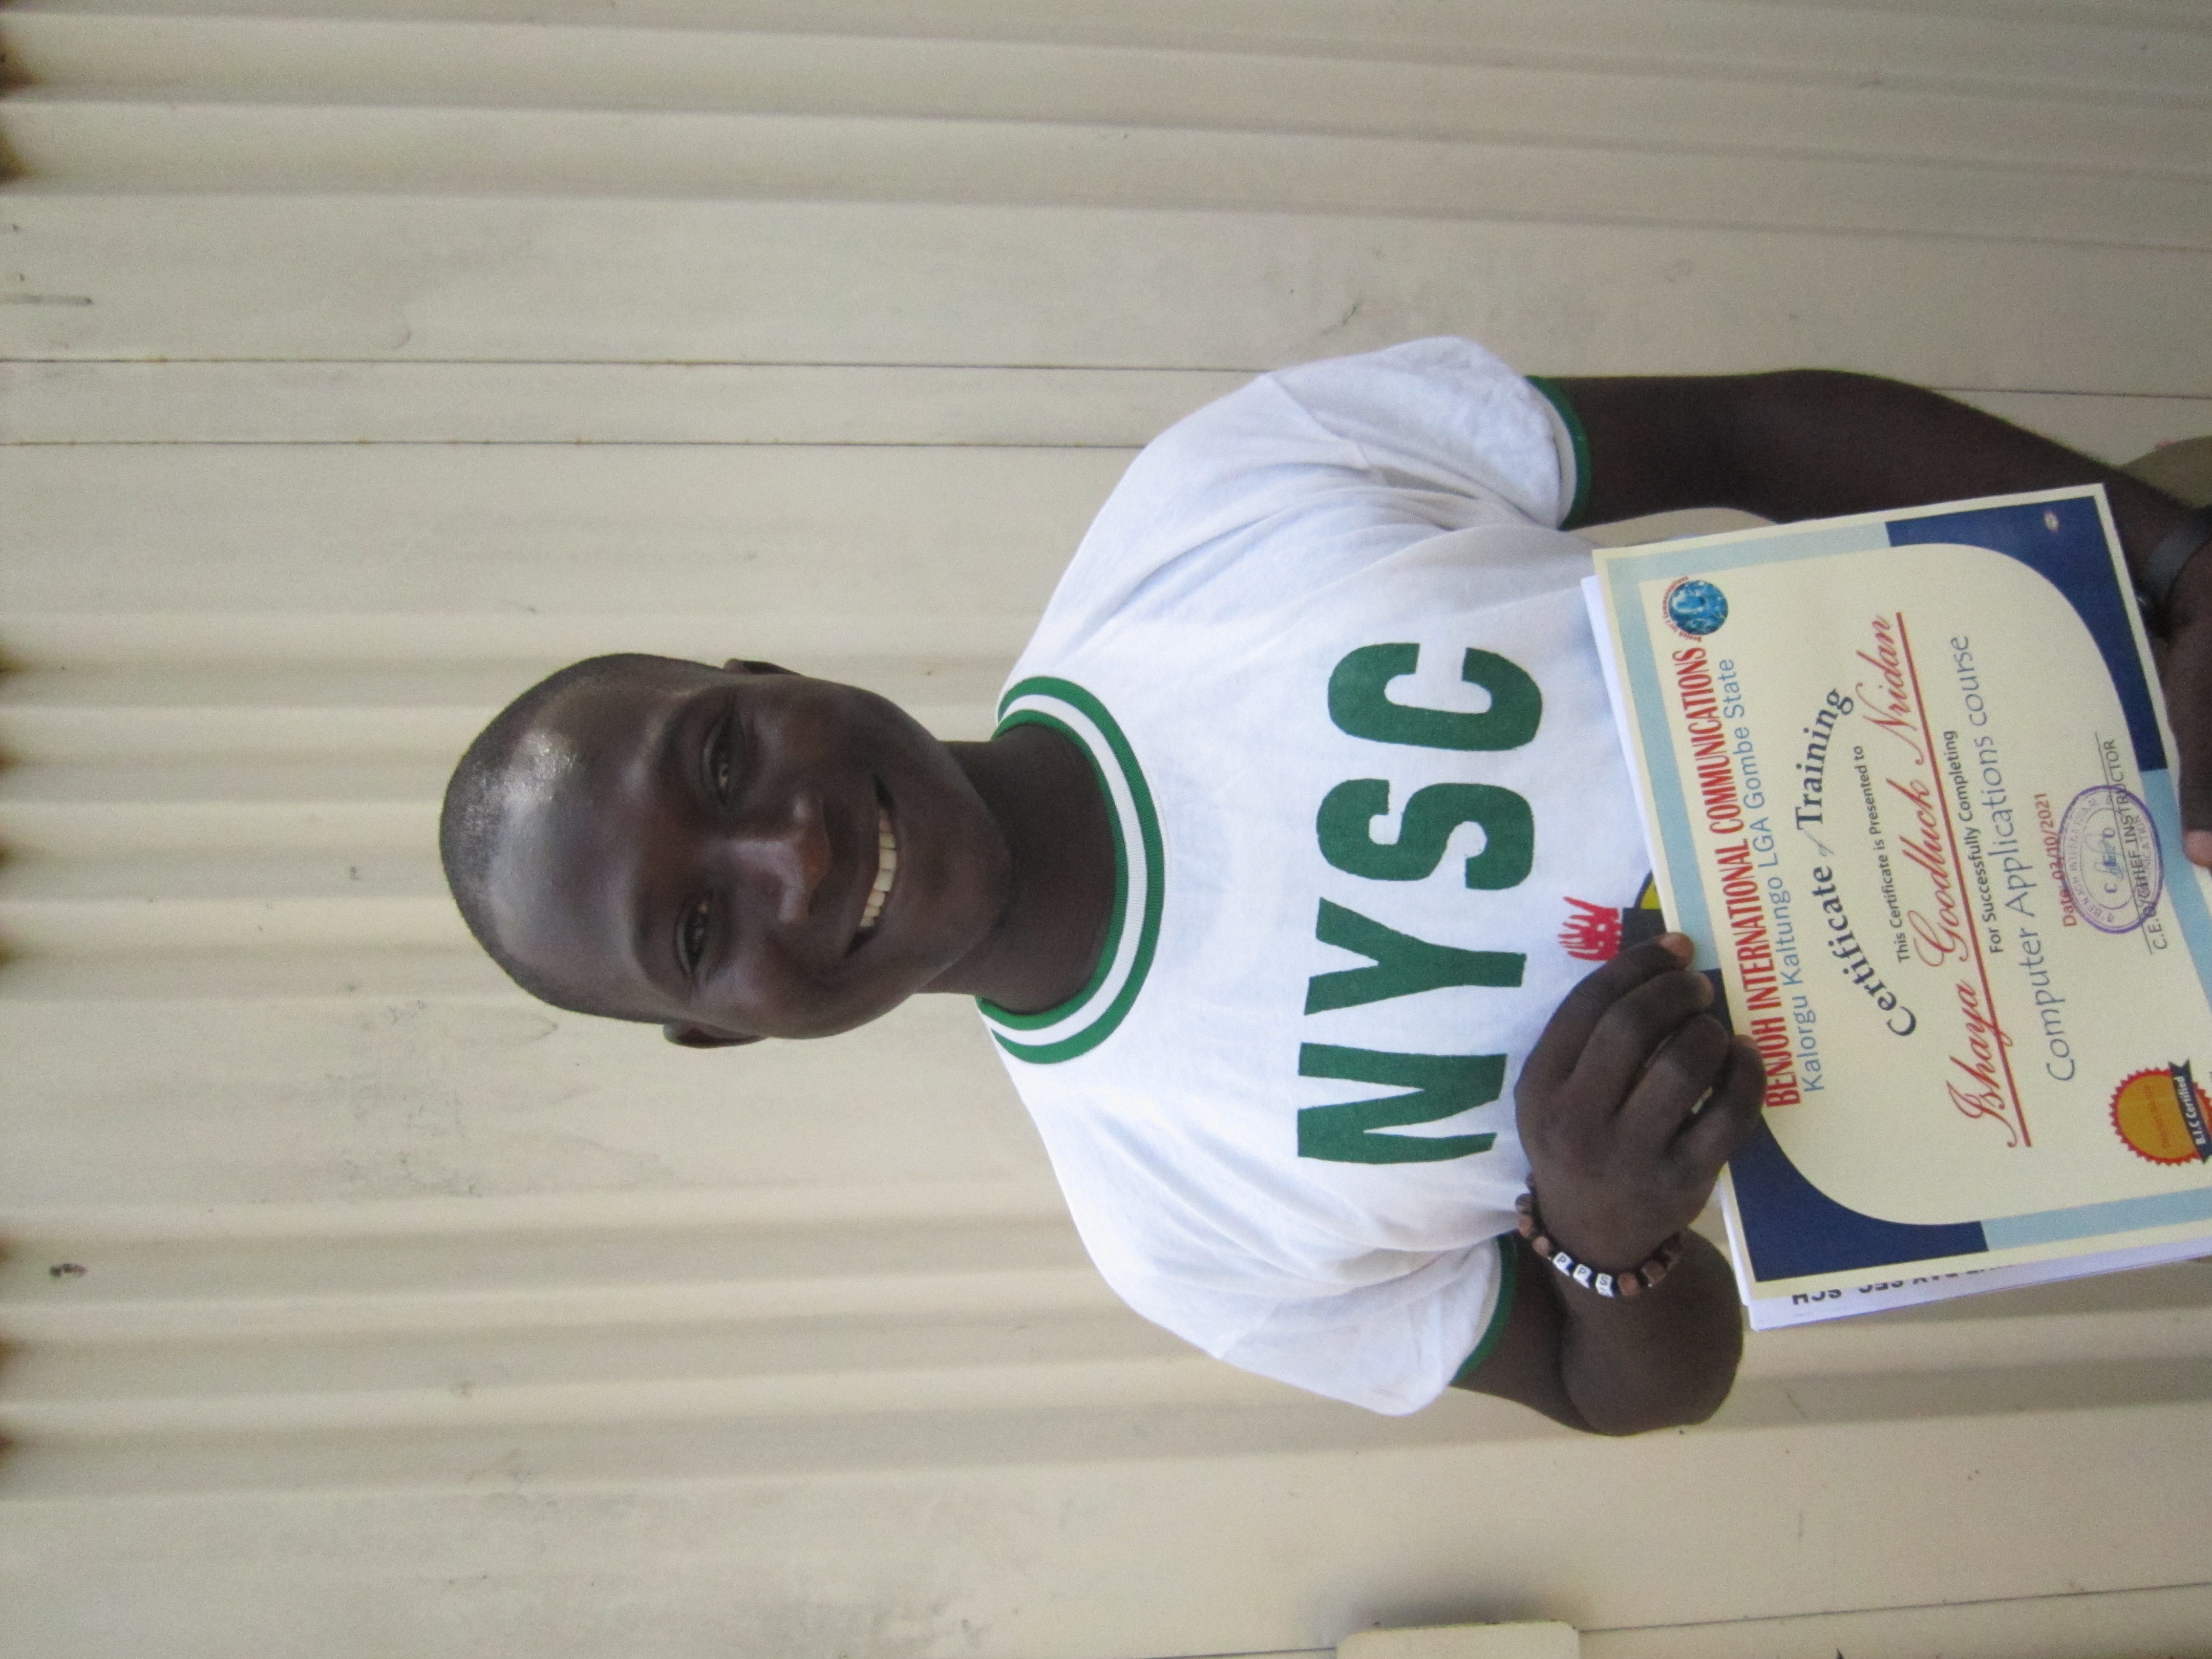 NYSC
BENJOH INTERNATIONAL COMMUNICATIONS
Kalorgu Kaltungo LGA Gombe State
Certificate of Training
This Certificate is Presented to
Ishaya Goodluck Nridan
For Successfully Completing
Computer Applications course
Date: 03/10/2021
C E O
C.E.O/CHIEF INSTRUCTOR
B.I.C Certified